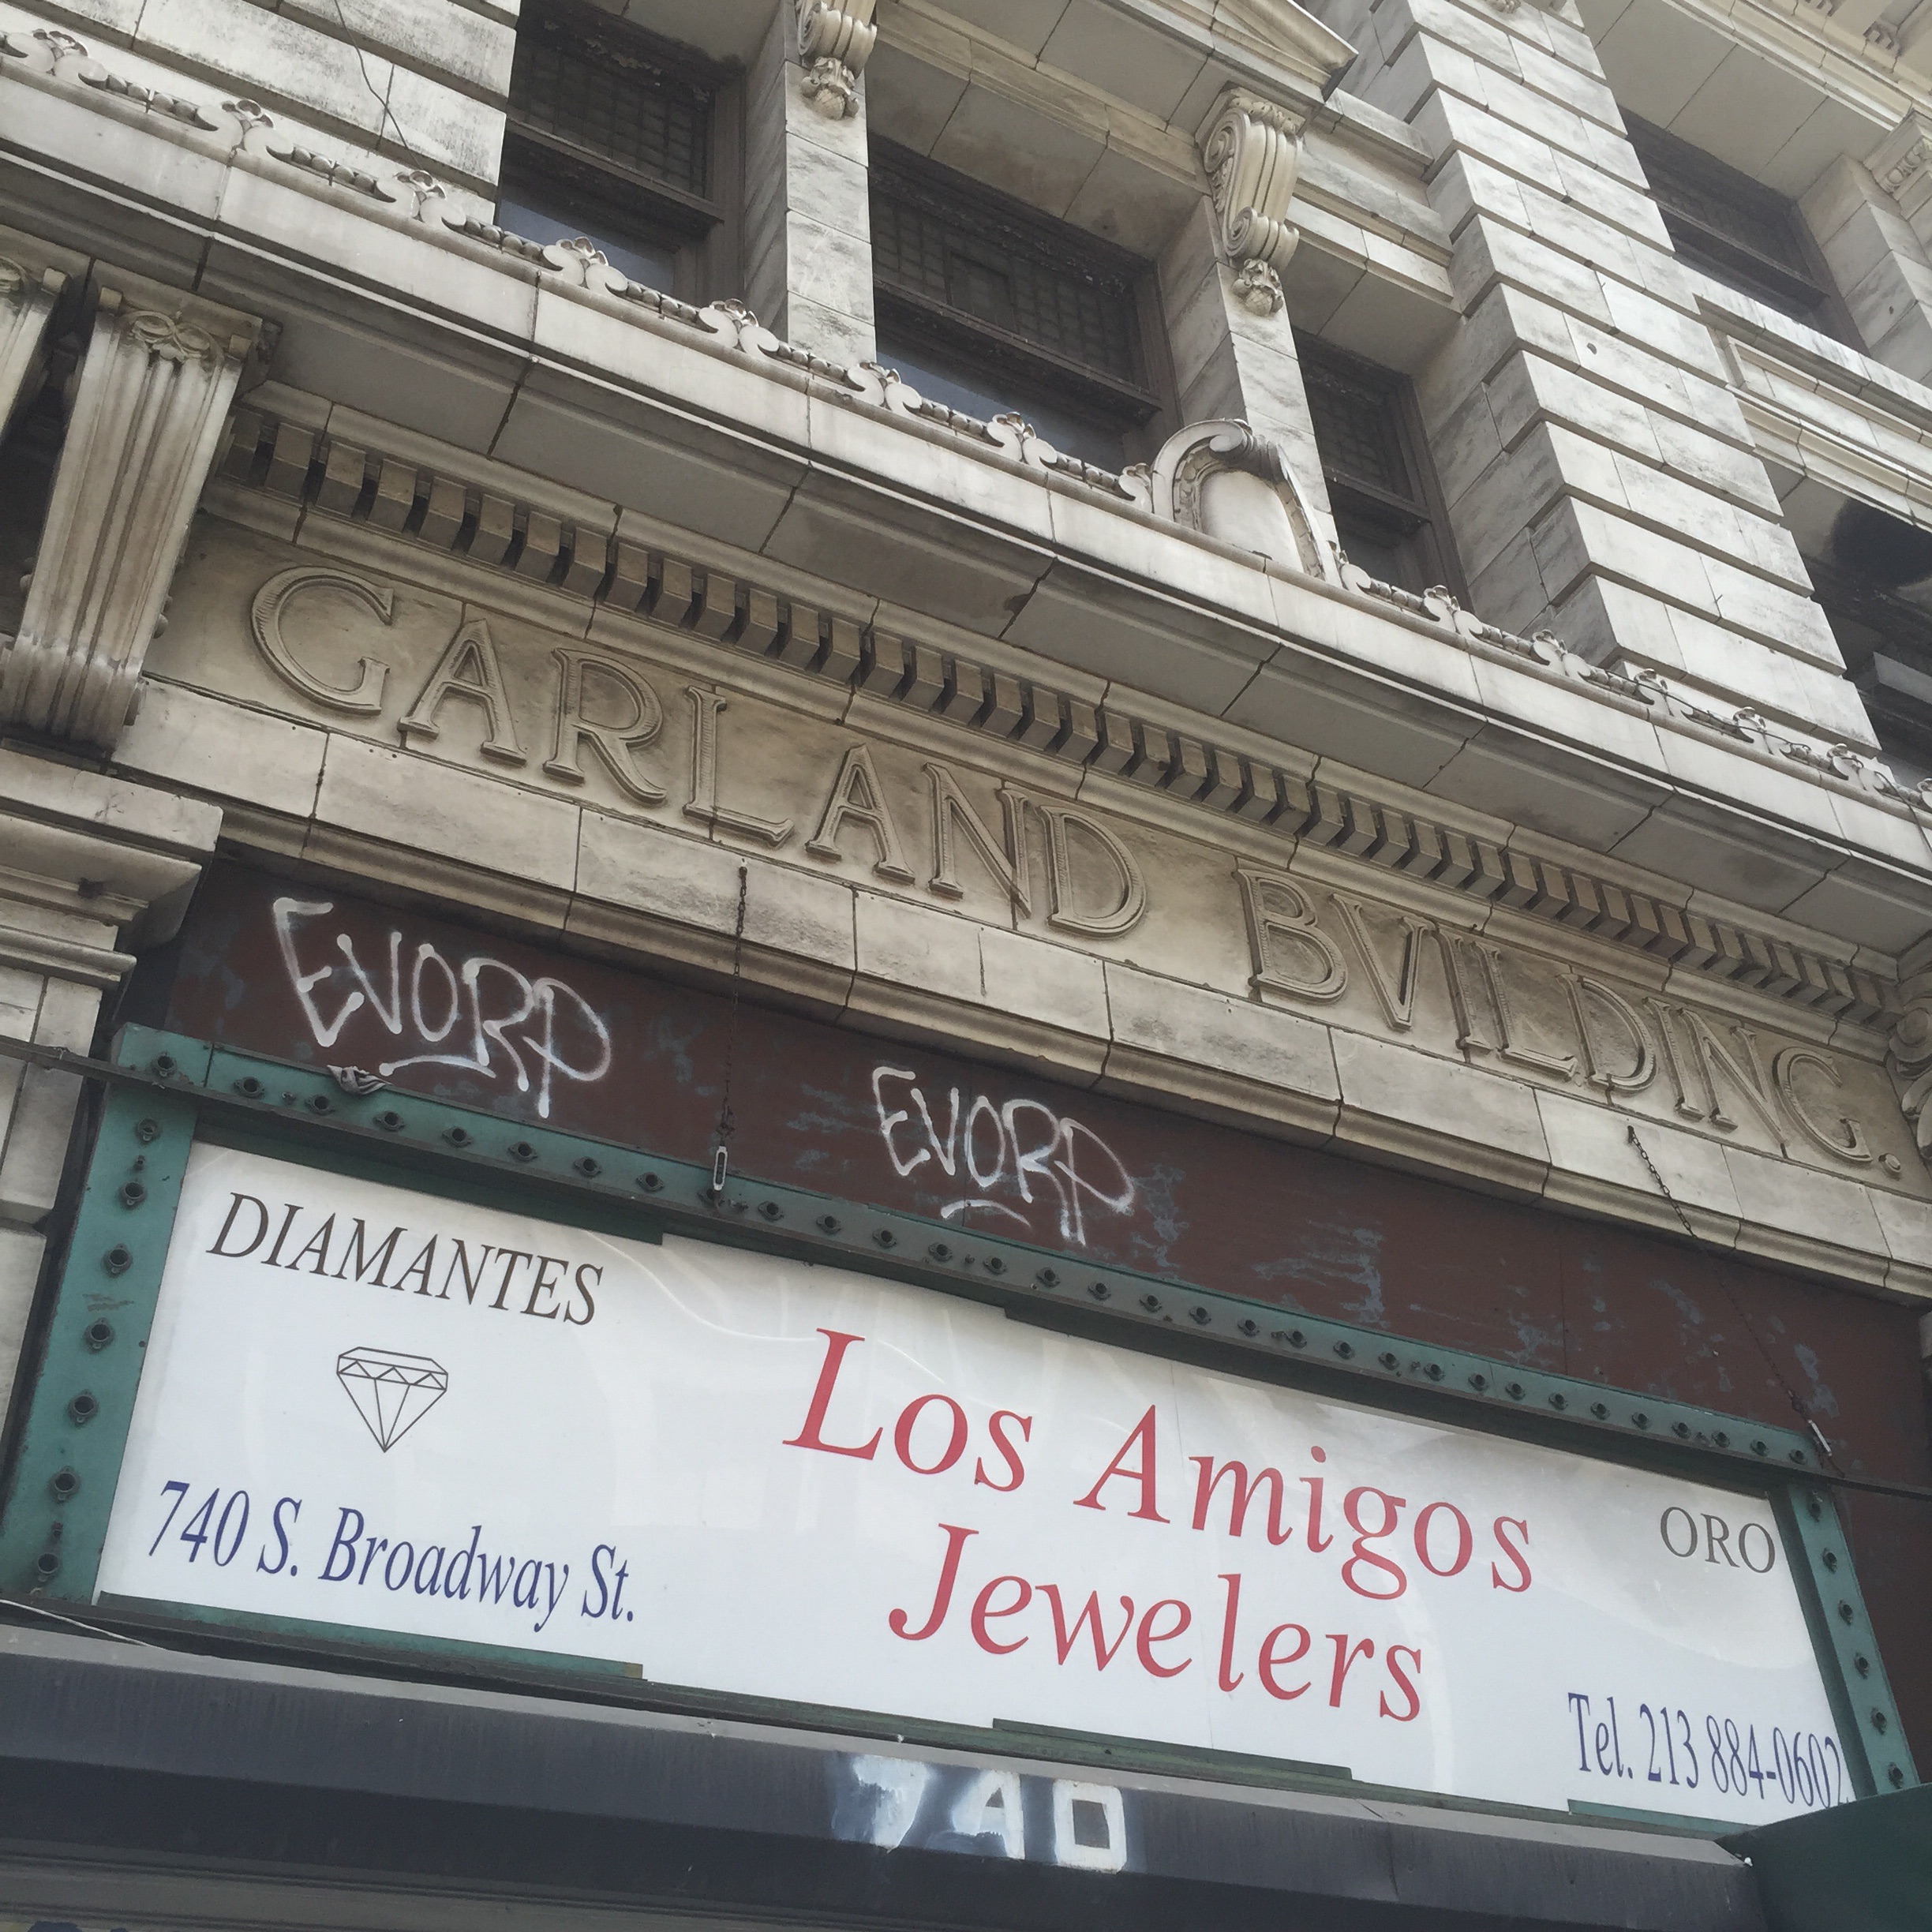 GARLAND BVILDING.
EVORP
EVORP
DIAMANTES
Los Amigos
Jewelers
ORO
740 S. Broadway St.
Tel. 213 884-0602
740